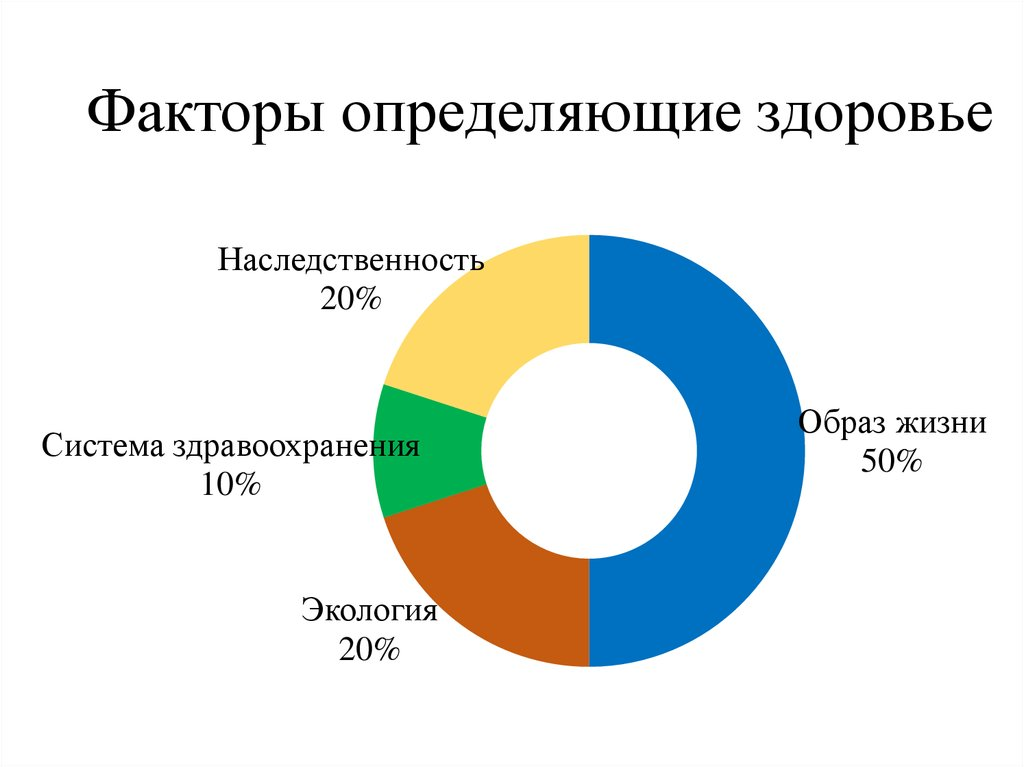 Факторы определяющие здоровье
Наследственность
20%
Образ жизни
50%
Система здравоохранения
10%
Экология
20%